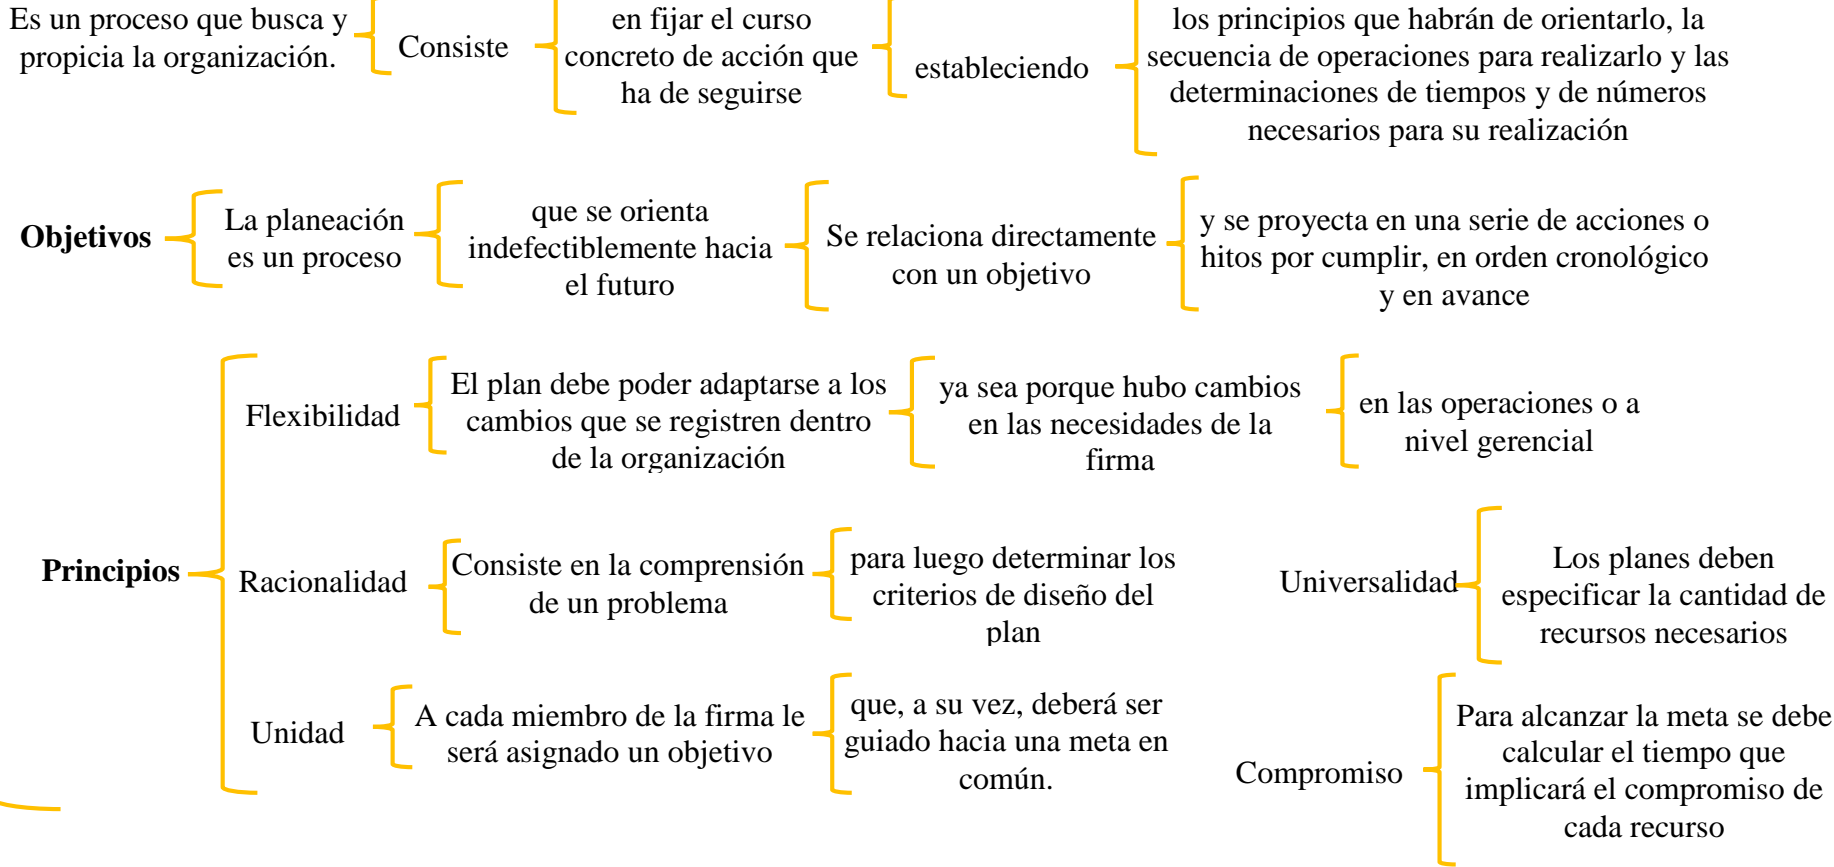 Es un proceso que busca y
propicia la organización.
Consiste
en fijar el curso
concreto de acción que
ha de seguirse
estableciendo
los principios que habrán de orientarlo, la
secuencia de operaciones para realizarlo y las
determinaciones de tiempos y de números
necesarios para su realización
Objetivos
La planeación
es un proceso
que se orienta
indefectiblemente hacia
el futuro
Se relaciona directamente
con un objetivo
y se proyecta en una serie de acciones o
hitos por cumplir, en orden cronológico
y en avance
Principios
Flexibilidad
El plan debe poder adaptarse a los
cambios que se registren dentro
de la organización
ya sea porque hubo cambios
en las necesidades de la
firma
en las operaciones o a
nivel gerencial
Racionalidad
Consiste en la comprensión
de un problema
para luego determinar los
criterios de diseño del
plan
Unidad
A cada miembro de la firma le
será asignado un objetivo
que, a su vez, deberá ser
guiado hacia una meta en
común.
Universalidad
Los planes deben
especificar la cantidad de
recursos necesarios
Compromiso
Para alcanzar la meta se debe
calcular el tiempo que
implicará el compromiso de
cada recurso